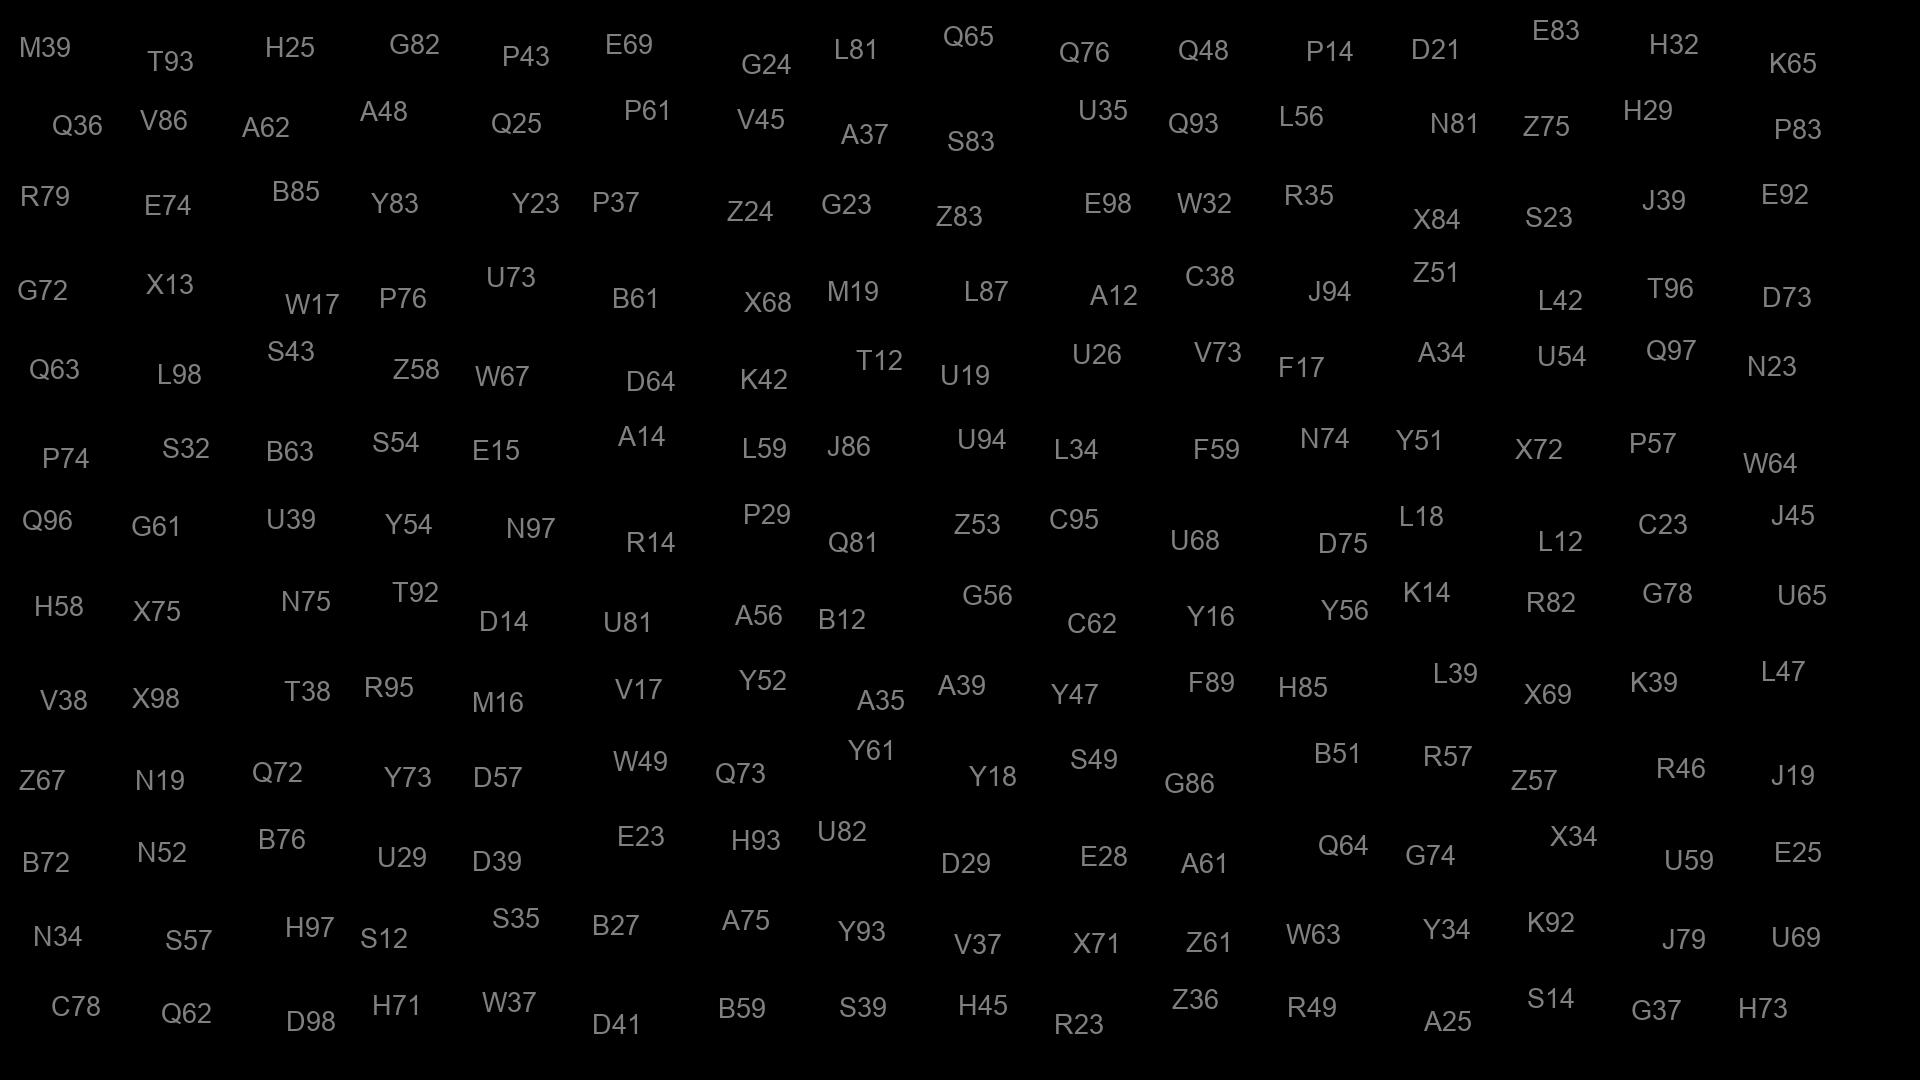 M39 T93 H25 G82 P43 E69 G24 L81 Q65 Q76 Q48 P14 D21 E83 H32 K65
Q36 V86 A62 A48 Q25 P61 V45 A37 S83 U35 Q93 L56 N81 Z75 H29 P83
R79 E74 B85 Y83 Y23 P37 Z24 G23 Z83 E98 W32 R35 X84 S23 J39 E92
G72 X13 W17 P76 U73 B61 X68 M19 L87 A12 C38 J94 Z51 L42 T96 D73
Q63 L98 S43 Z58 W67 D64 K42 T12 U19 U26 V73 F17 A34 U54 Q97 N23
P74 S32 B63 S54 E15 A14 L59 J86 U94 L34 F59 N74 Y51 X72 P57 W64
Q96 G61 U39 Y54 N97 R14 P29 Q81 Z53 C95 U68 D75 L18 L12 C23 J45
H58 X75 N75 T92 D14 U81 A56 B12 G56 C62 Y16 Y56 K14 R82 G78 U65
V38 X98 T38 R95 M16 V17 Y52 A35 A39 Y47 F89 H85 L39 X69 K39 L47
Z67 N19 Q72 Y73 D57 W49 Q73 Y61 Y18 S49 G86 B51 R57 Z57 R46 J19
B72 N52 B76 U29 D39 E23 H93 U82 D29 E28 A61 Q64 G74 X34 U59 E25
N34 S57 H97 S12 S35 B27 A75 Y93 V37 X71 Z61 W63 Y34 K92 J79 U69
C78 Q62 D98 H71 W37 D41 B59 S39 H45 R23 Z36 R49 A25 S14 G37 H73